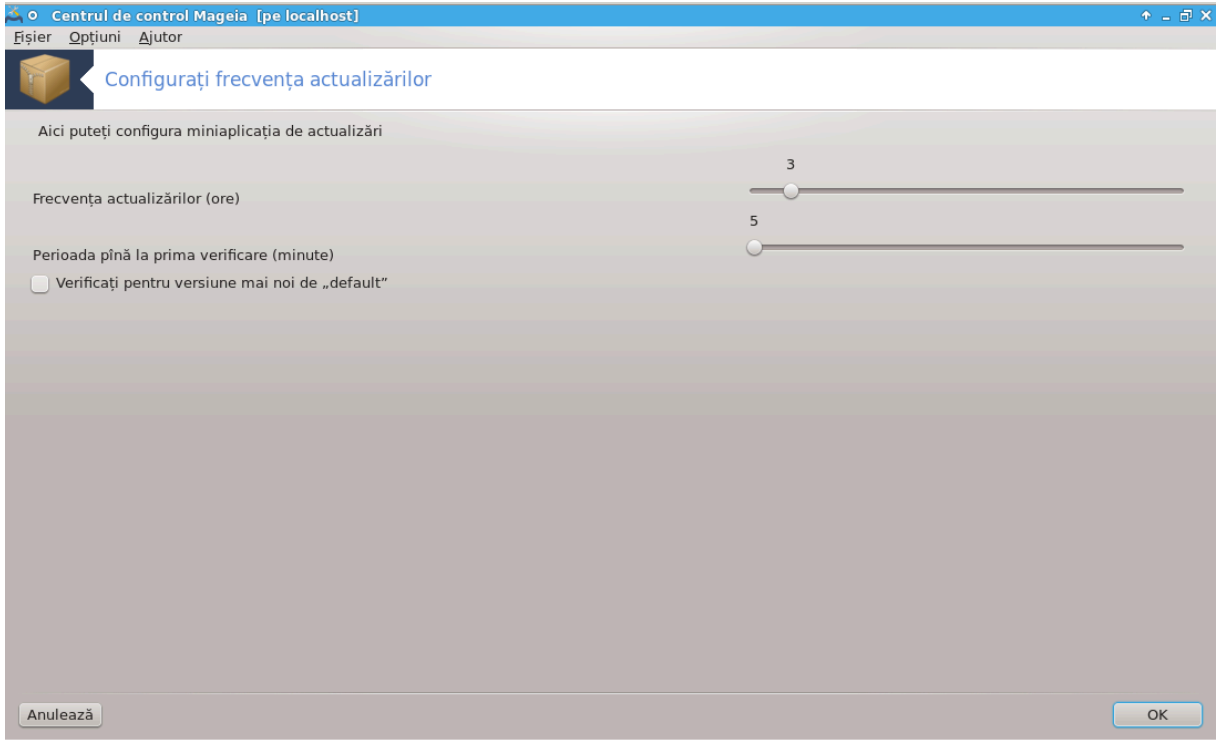 Centrul de control Mageia [pe localhost]
Fișier Opțiuni Ajutor
Configurați frecvența actualizărilor
Aici puteți configura miniaplicația de actualizări
3
Frecvența actualizărilor (ore)
5
Perioada pînă la prima verificare (minute)
Verificați pentru versiune mai noi de „default”
Anulează OK